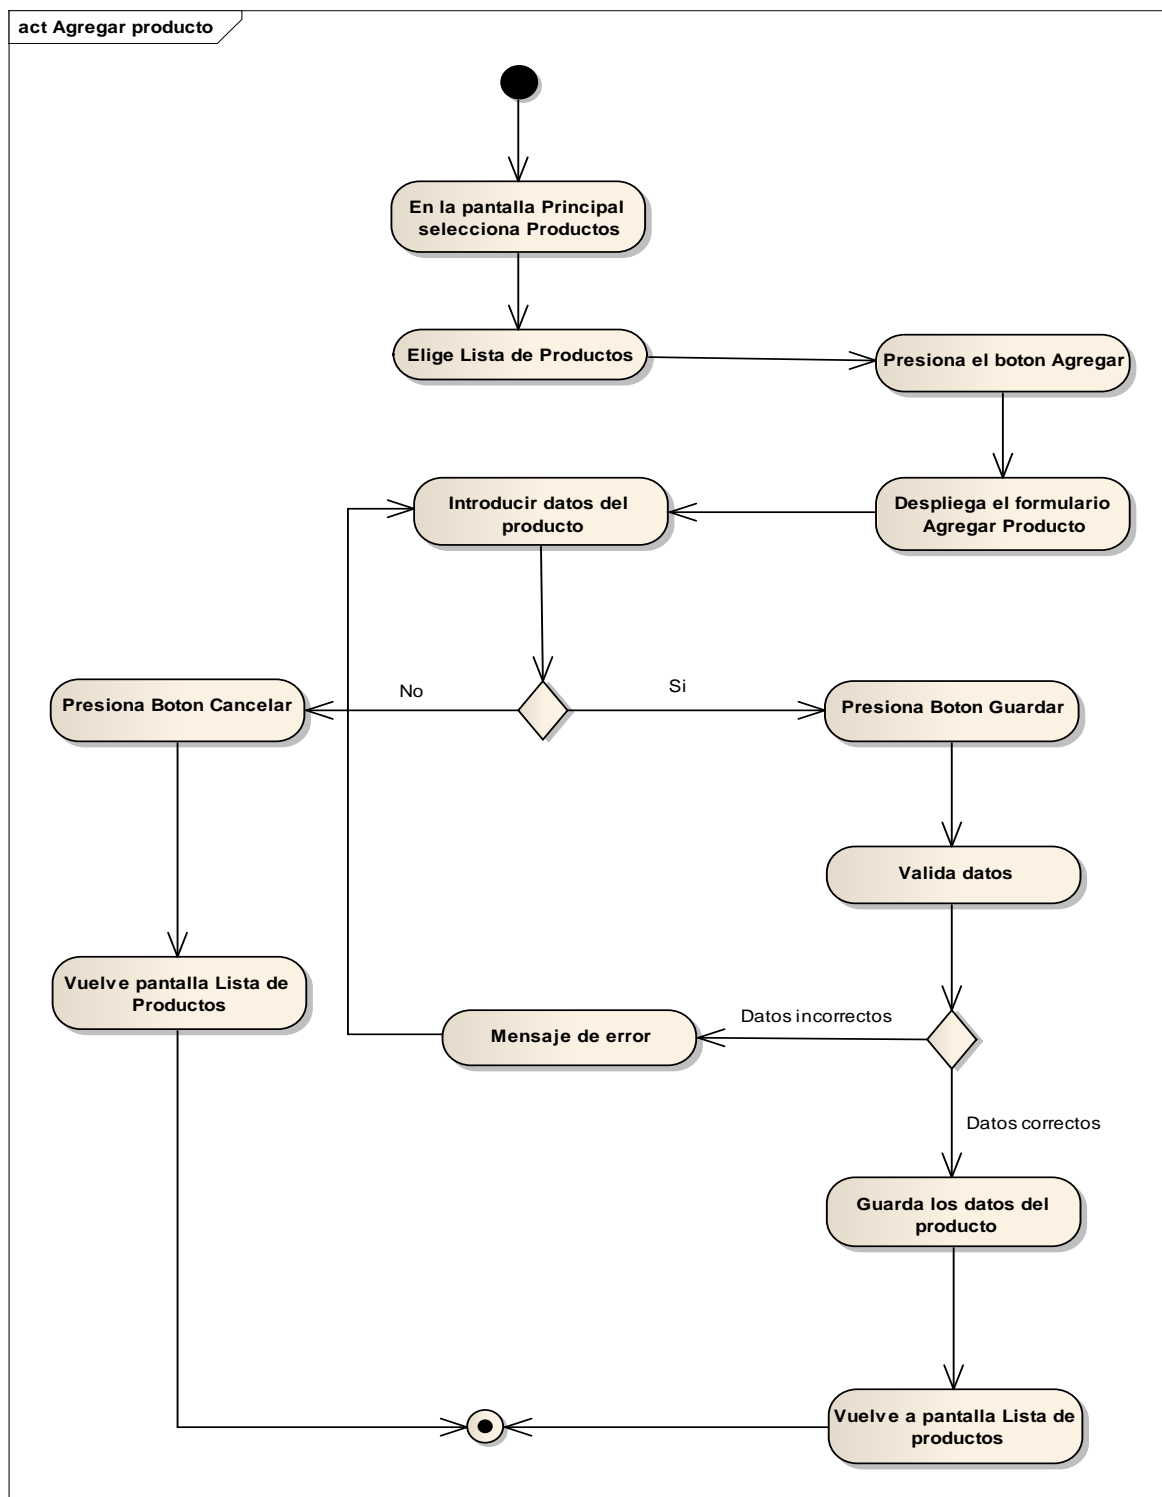 act Agregar producto
En la pantalla Principal
selecciona Productos
Elige Lista de Productos
Presiona el boton Agregar
Introducir datos del
producto
Despliega el formulario
Agregar Producto
Presiona Boton Cancelar
No
Si
Presiona Boton Guardar
Valida datos
Vuelve pantalla Lista de
Productos
Mensaje de error
Datos incorrectos
Datos correctos
Guarda los datos del
producto
Vuelve a pantalla Lista de
productos